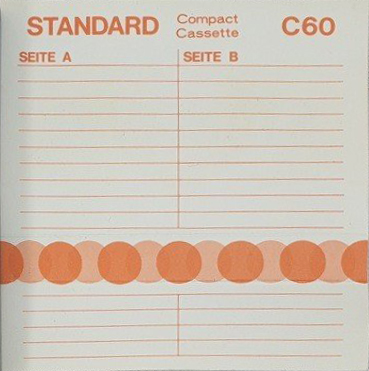 STANDARD Compact Cassette C60
SEITE A SEITE B